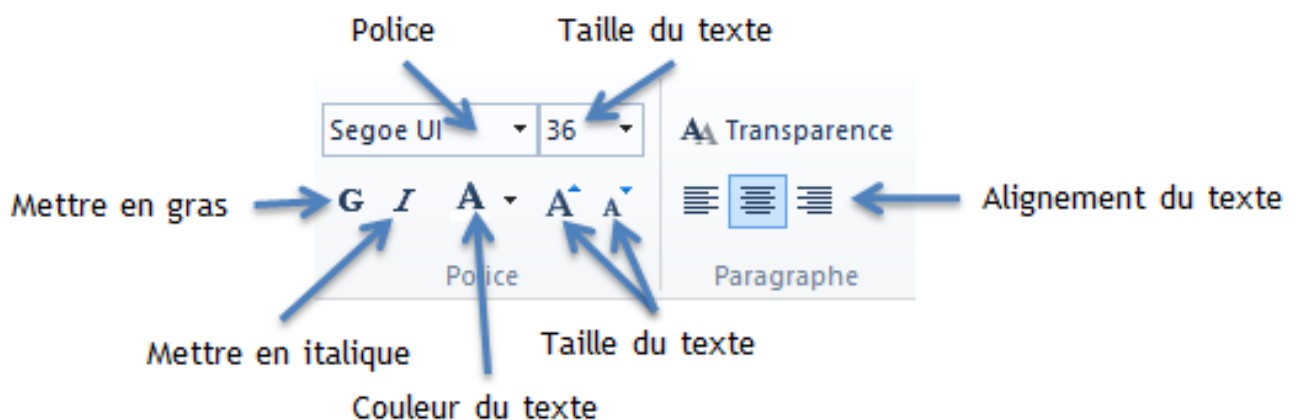 Police
Taille du texte
Segoe UI
36
AA Transparence
Mettre en gras
G I A A A
Alignement du texte
Police
Paragraphe
Mettre en italique
Taille du texte
Couleur du texte